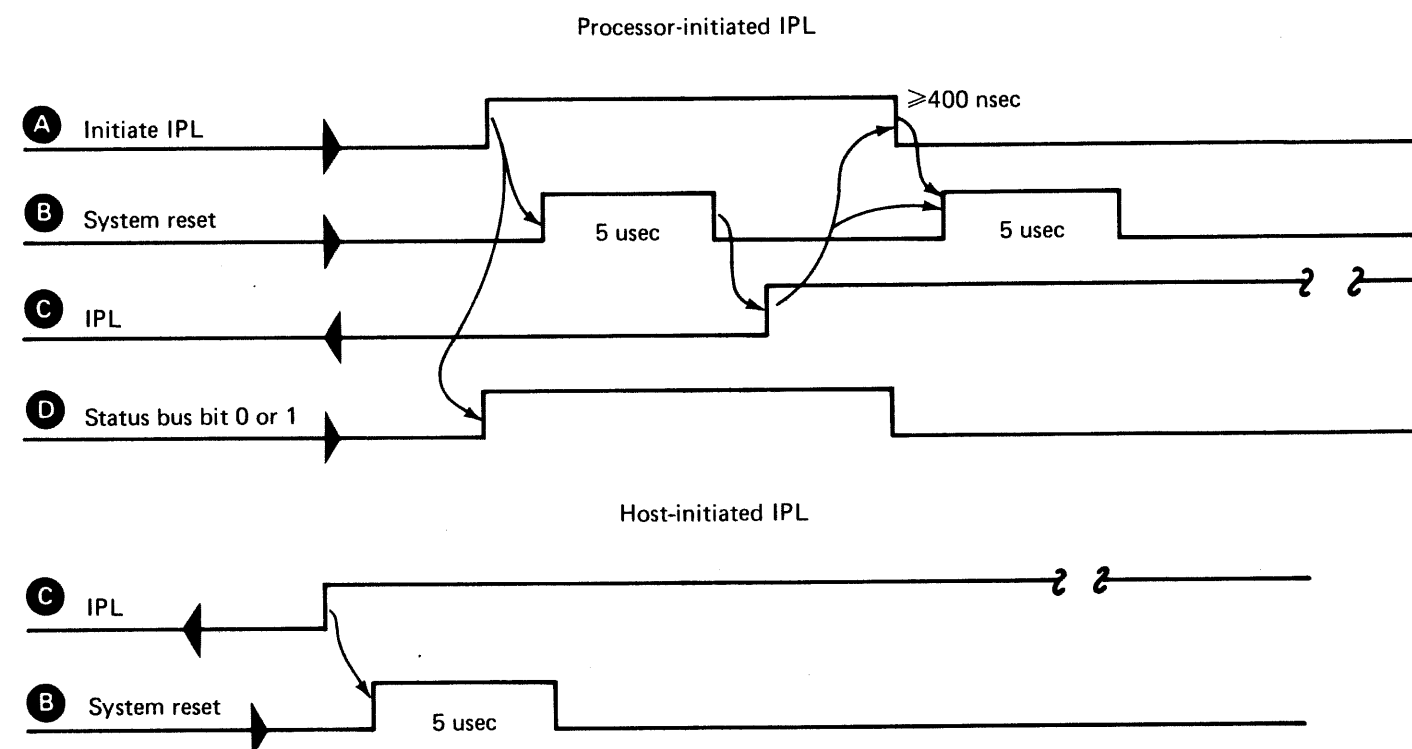 Processor-initiated IPL
≥400 nsec
A Initiate IPL
B System reset
5 usec
5 usec
C IPL
D Status bus bit 0 or 1
Host-initiated IPL
C IPL
B System reset
5 usec